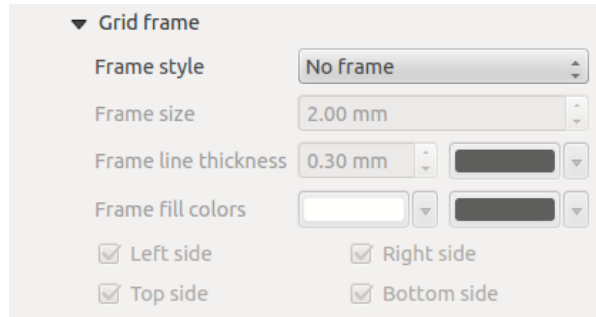 Grid frame
Frame style No frame
Frame size 2.00 mm
Frame line thickness 0.30 mm
Frame fill colors
Left side Right side
Top side Bottom side